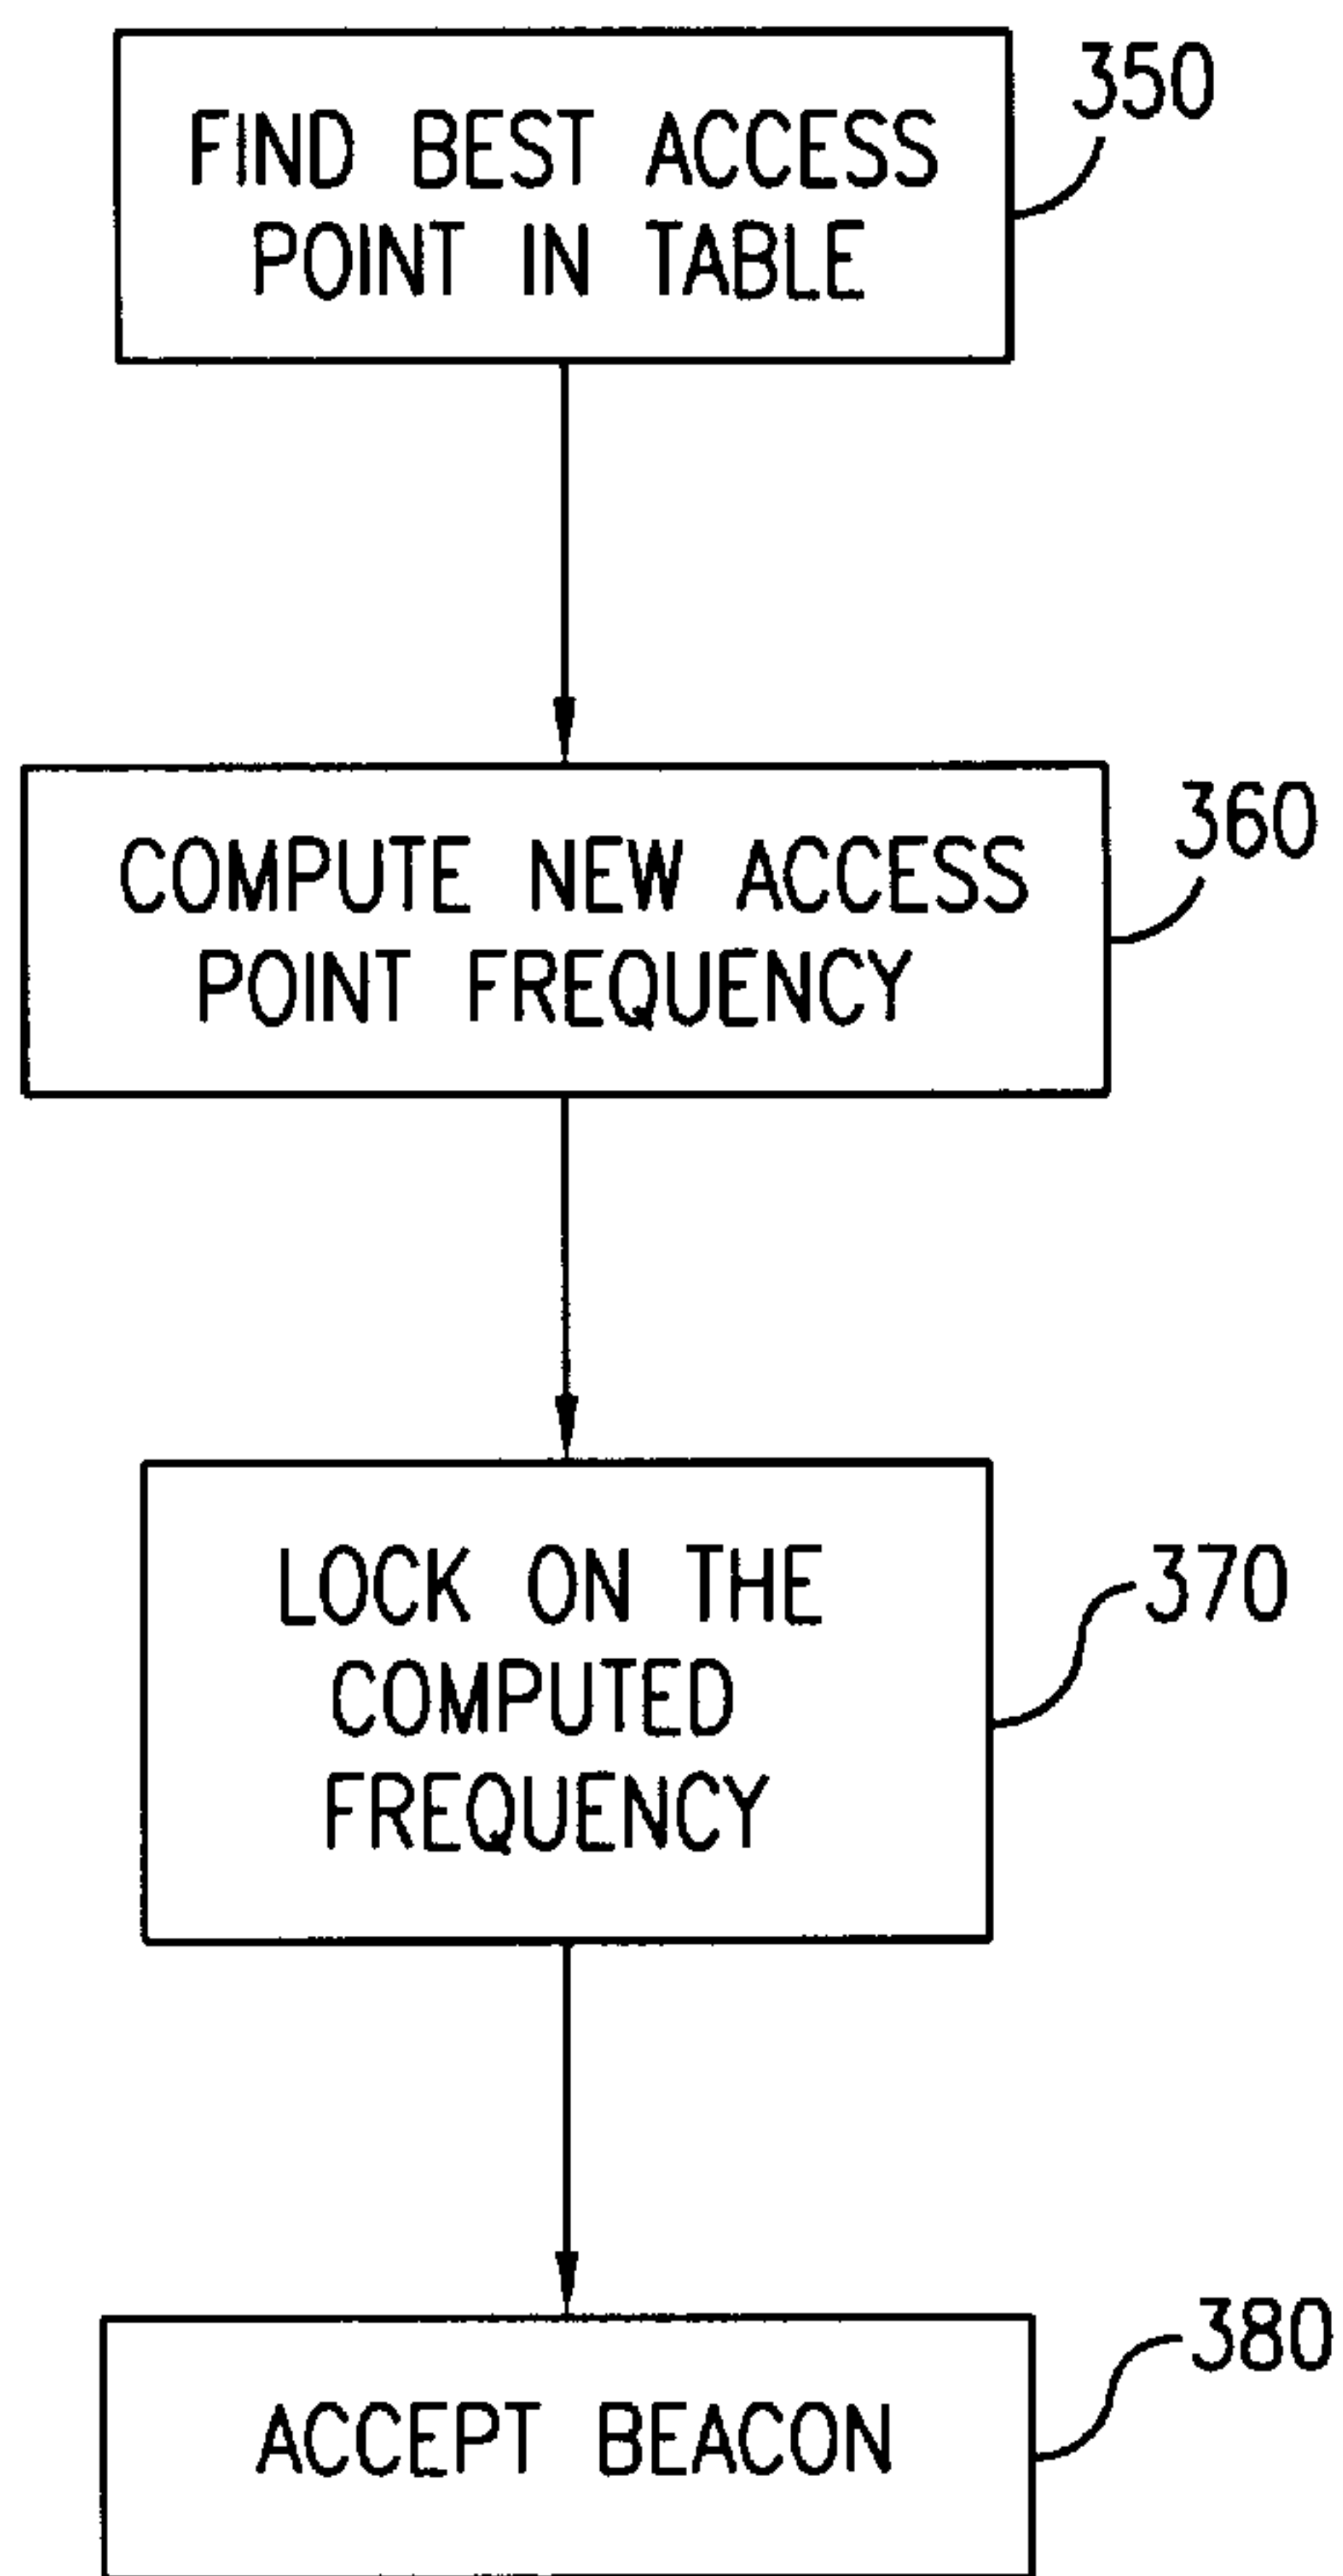 FIND BEST ACCESS
POINT IN TABLE
350
COMPUTE NEW ACCESS
POINT FREQUENCY
360
LOCK ON THE
COMPUTED
FREQUENCY
370
ACCEPT BEACON
380